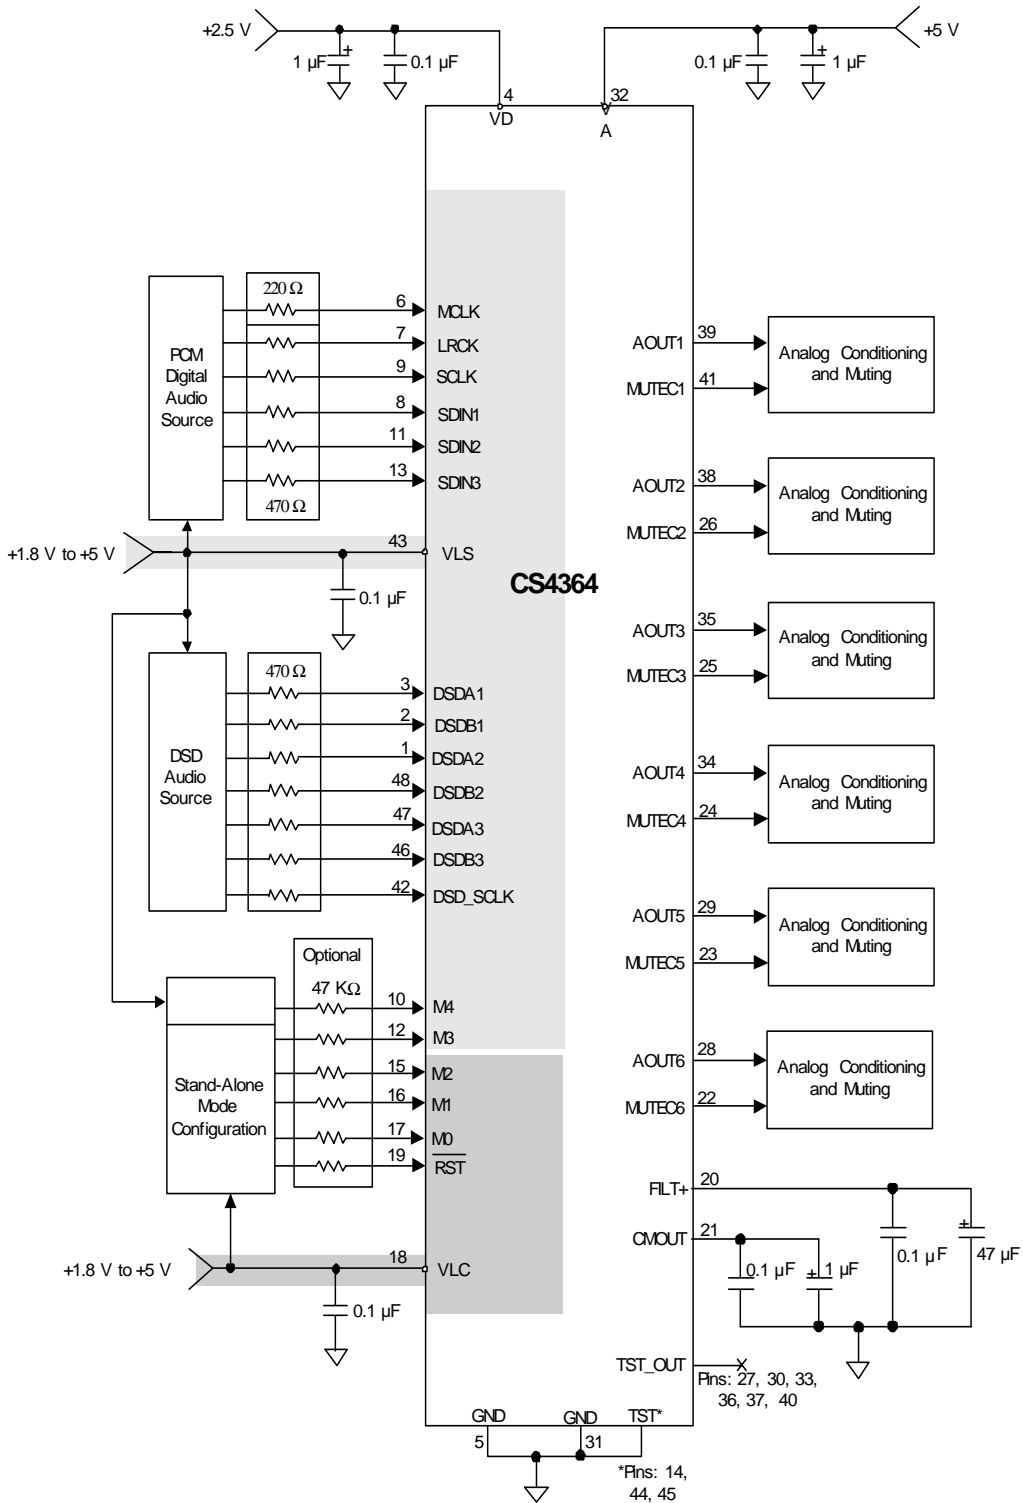 +2.5 V
+5 V
1 µF
+
0.1 µF
0.1 µF
+
1 µF
4
32
VD
V
A
220 Ω
6
MCLK
7
LRCK
PCM
Digital
Audio
Source
9
SCLK
8
SDIN1
11
SDIN2
13
SDIN3
470 Ω
+1.8 V to +5 V
43
VLS
0.1 µF
CS4364
470 Ω
3
DSDA1
2
DSDB1
DSD
Audio
Source
1
DSDA2
48
DSDB2
47
DSDA3
46
DSDB3
42
DSD_SCLK
Optional
47 KΩ
10
M4
12
M3
15
M2
Stand-Alone
Mode
Configuration
16
M1
17
M0
19
RST
+1.8 V to +5 V
18
VLC
0.1 µF
AOUT1
39
MUTEC1
41
Analog Conditioning
and Muting
AOUT2
38
MUTEC2
26
Analog Conditioning
and Muting
AOUT3
35
MUTEC3
25
Analog Conditioning
and Muting
AOUT4
34
MUTEC4
24
Analog Conditioning
and Muting
AOUT5
29
MUTEC5
23
Analog Conditioning
and Muting
AOUT6
28
MUTEC6
22
Analog Conditioning
and Muting
FILT+
20
CMOUT
21
+
0.1 µF
47 µF
0.1 µF
+
1 µF
TST_OUT
Pins: 27, 30, 33,
36, 37, 40
GND
5
GND
31
TST*
*Pins: 14,
44, 45